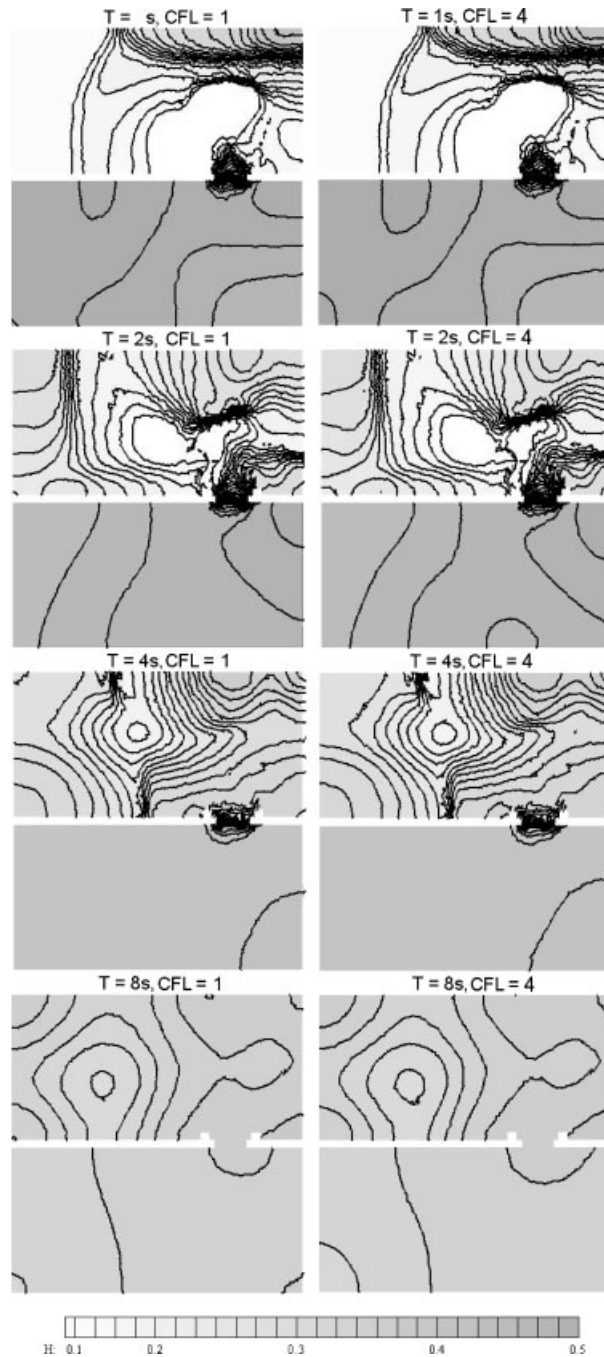 T = s, CFL = 1
T = 1s, CFL = 4
T = 2s, CFL = 1
T = 2s, CFL = 4
T = 4s, CFL = 1
T = 4s, CFL = 4
T = 8s, CFL = 1
T = 8s, CFL = 4
H: 0.1 0.2 0.3 0.4 0.5